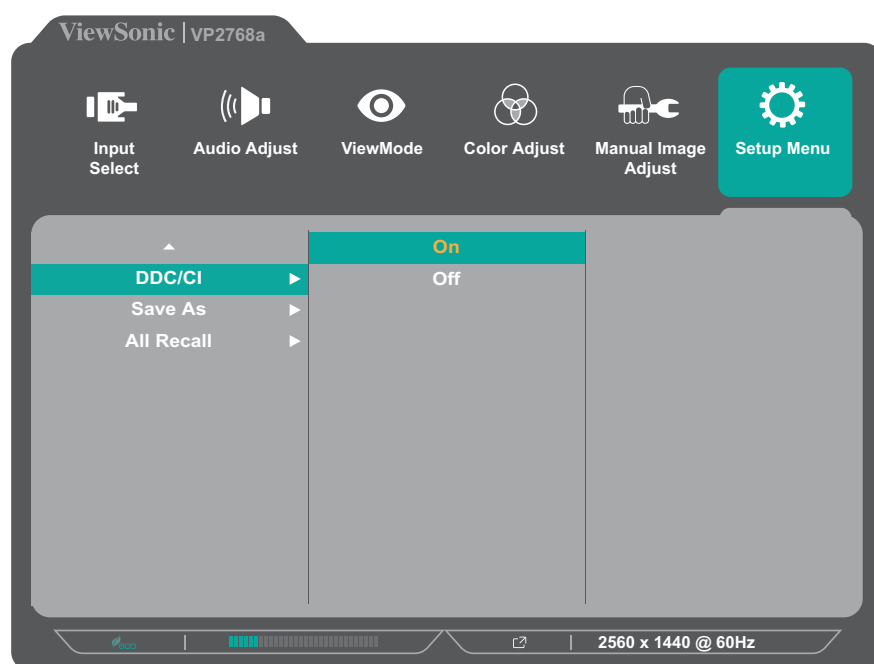 ViewSonic | VP2768a
Input Select
Audio Adjust
ViewMode
Color Adjust
Manual Image Adjust
Setup Menu
On
DDC/CI
Off
Save As
All Recall
eco
2560 x 1440 @ 60Hz